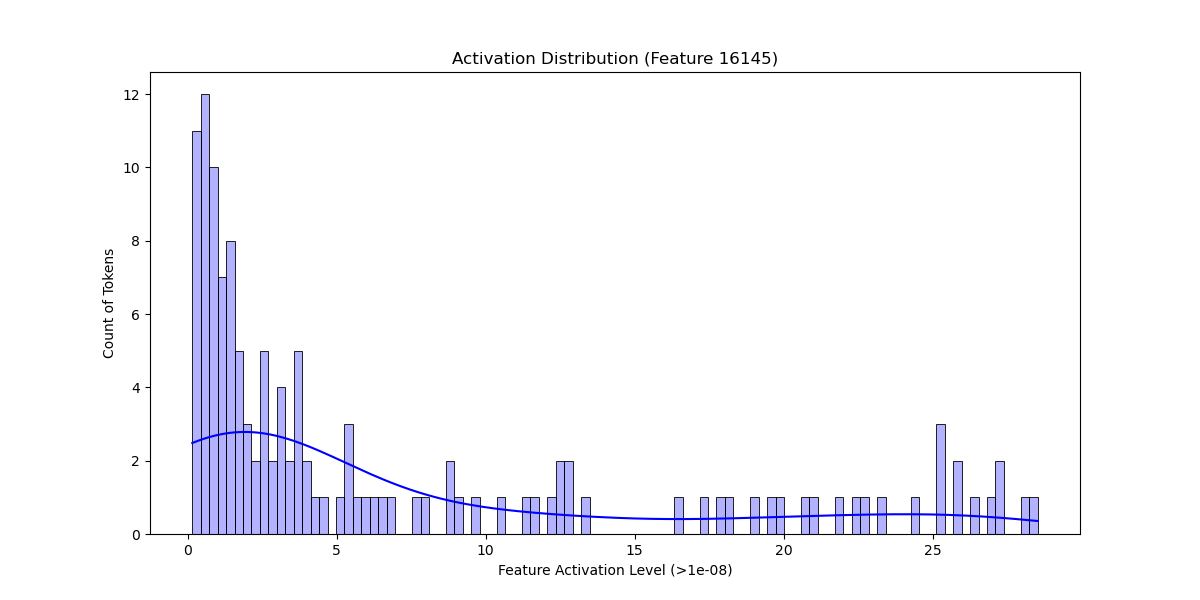 Activation Distribution (Feature 16145)
12
10
8
6
4
2
0
Count of Tokens
0 5 10 15 20 25
Feature Activation Level (>1e-08)